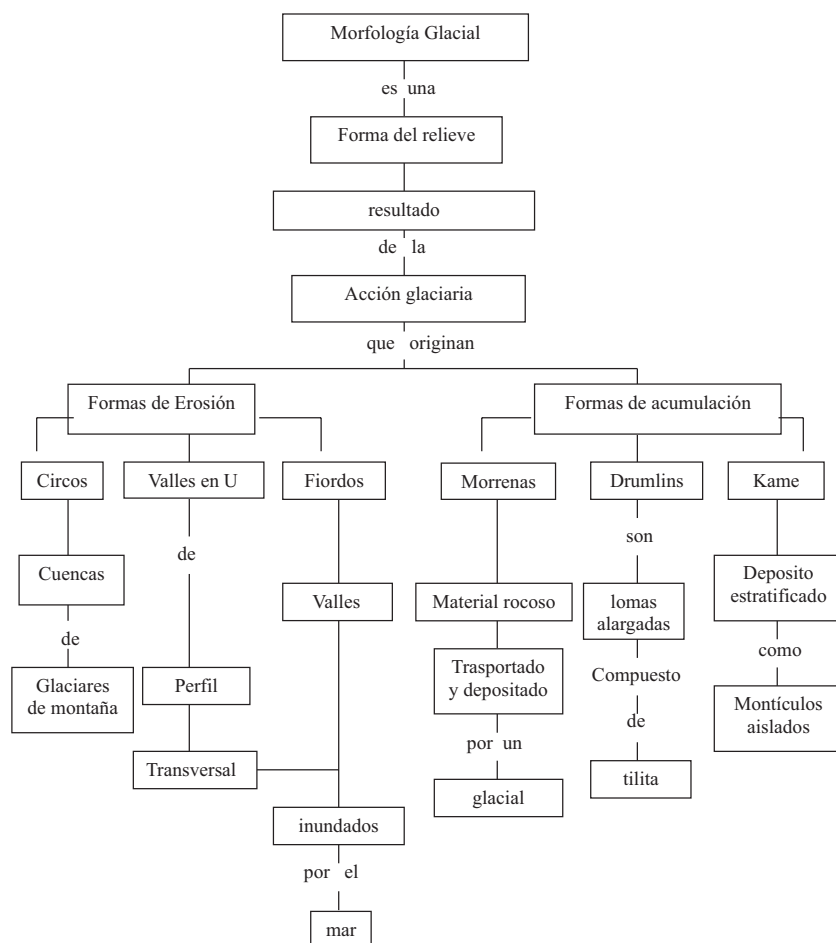 Morfología Glacial
es una
Forma del relieve
resultado
de la
Acción glaciaria
que originan
Formas de Erosión
Formas de acumulación
Circos
Valles en U
Fiordos
Morrenas
Drumlins
Kame
de
son
Cuencas
Deposito
estratificado
Valles
Material rocoso
lomas
alargadas
de
como
Glaciares
de montaña
Perfil
Trasportado
y depositado
Compuesto
Montículos
aislados
de
por un
Transversal
tilita
glacial
inundados
por el
mar